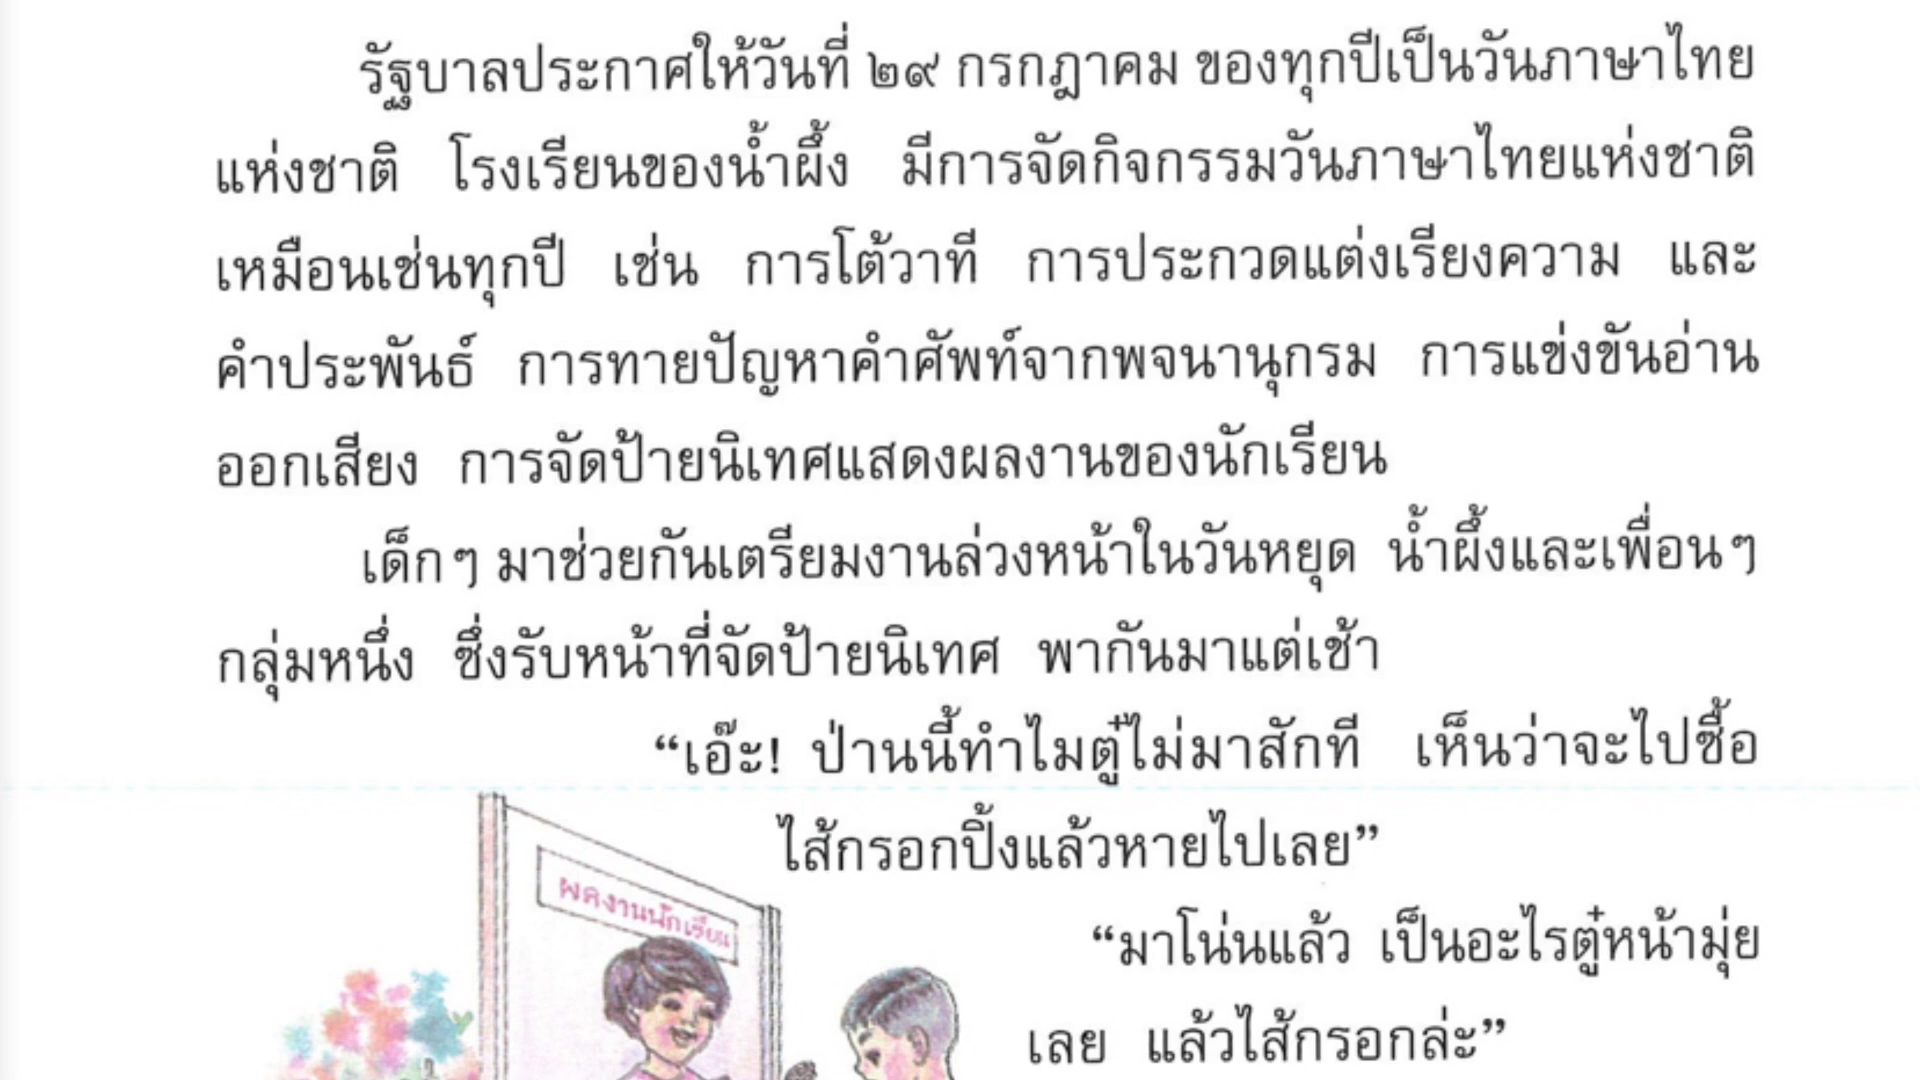 รัฐบาลประกาศให้วันที่ ๒๙ กรกฎาคม ของทุกปีเป็นวันภาษาไทย
แห่งชาติ โรงเรียนของน้ำผึ้ง มีการจัดกิจกรรมวันภาษาไทยแห่งชาติ
เหมือนเช่นทุกปี เช่น การโต้วาที การประกวดแต่งเรียงความ และ
คำประพันธ์ การทายปัญหาคำศัพท์จากพจนานุกรม การแข่งขันอ่าน
ออกเสียง การจัดป้ายนิเทศแสดงผลงานของนักเรียน
เด็กๆ มาช่วยกันเตรียมงานล่วงหน้าในวันหยุด น้ำผึ้งและเพื่อนๆ
กลุ่มหนึ่ง ซึ่งรับหน้าที่จัดป้ายนิเทศ พากันมาแต่เช้า
“เอ๊ะ! ป่านนี้ทำไมตู๋ไม่มาสักที เห็นว่าจะไปซื้อ
ไส้กรอกปิ้งแล้วหายไปเลย”
ผลงานนักเรียน
“มาโน่นแล้ว เป็นอะไรตู๋หน้ามุ่ย
เลย แล้วไส้กรอกล่ะ”